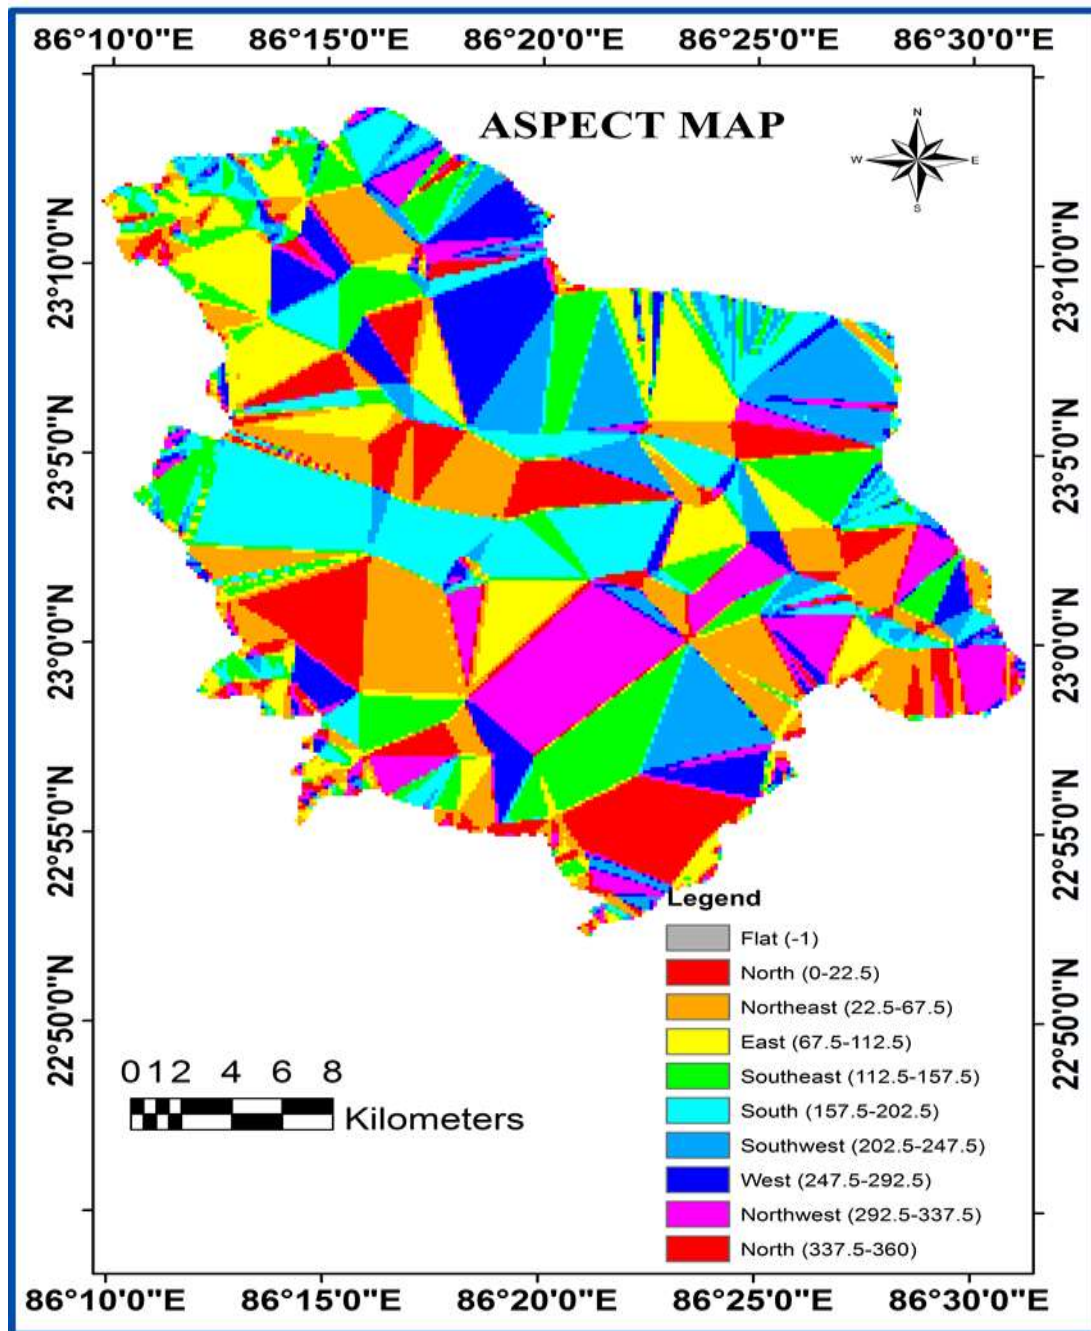 86°10'0"E 86°15'0"E 86°20'0"E 86°25'0"E 86°30'0"E
ASPECT MAP
N
W E
S
23°10'0"N 23°10'0"N
23°5'0"N 23°5'0"N
23°0'0"N 23°0'0"N
22°55'0"N 22°55'0"N
22°50'0"N 22°50'0"N
Legend
Flat (-1)
North (0-22.5)
Northeast (22.5-67.5)
East (67.5-112.5)
Southeast (112.5-157.5)
South (157.5-202.5)
Southwest (202.5-247.5)
West (247.5-292.5)
Northwest (292.5-337.5)
North (337.5-360)
0 1 2 4 6 8
Kilometers
86°10'0"E 86°15'0"E 86°20'0"E 86°25'0"E 86°30'0"E